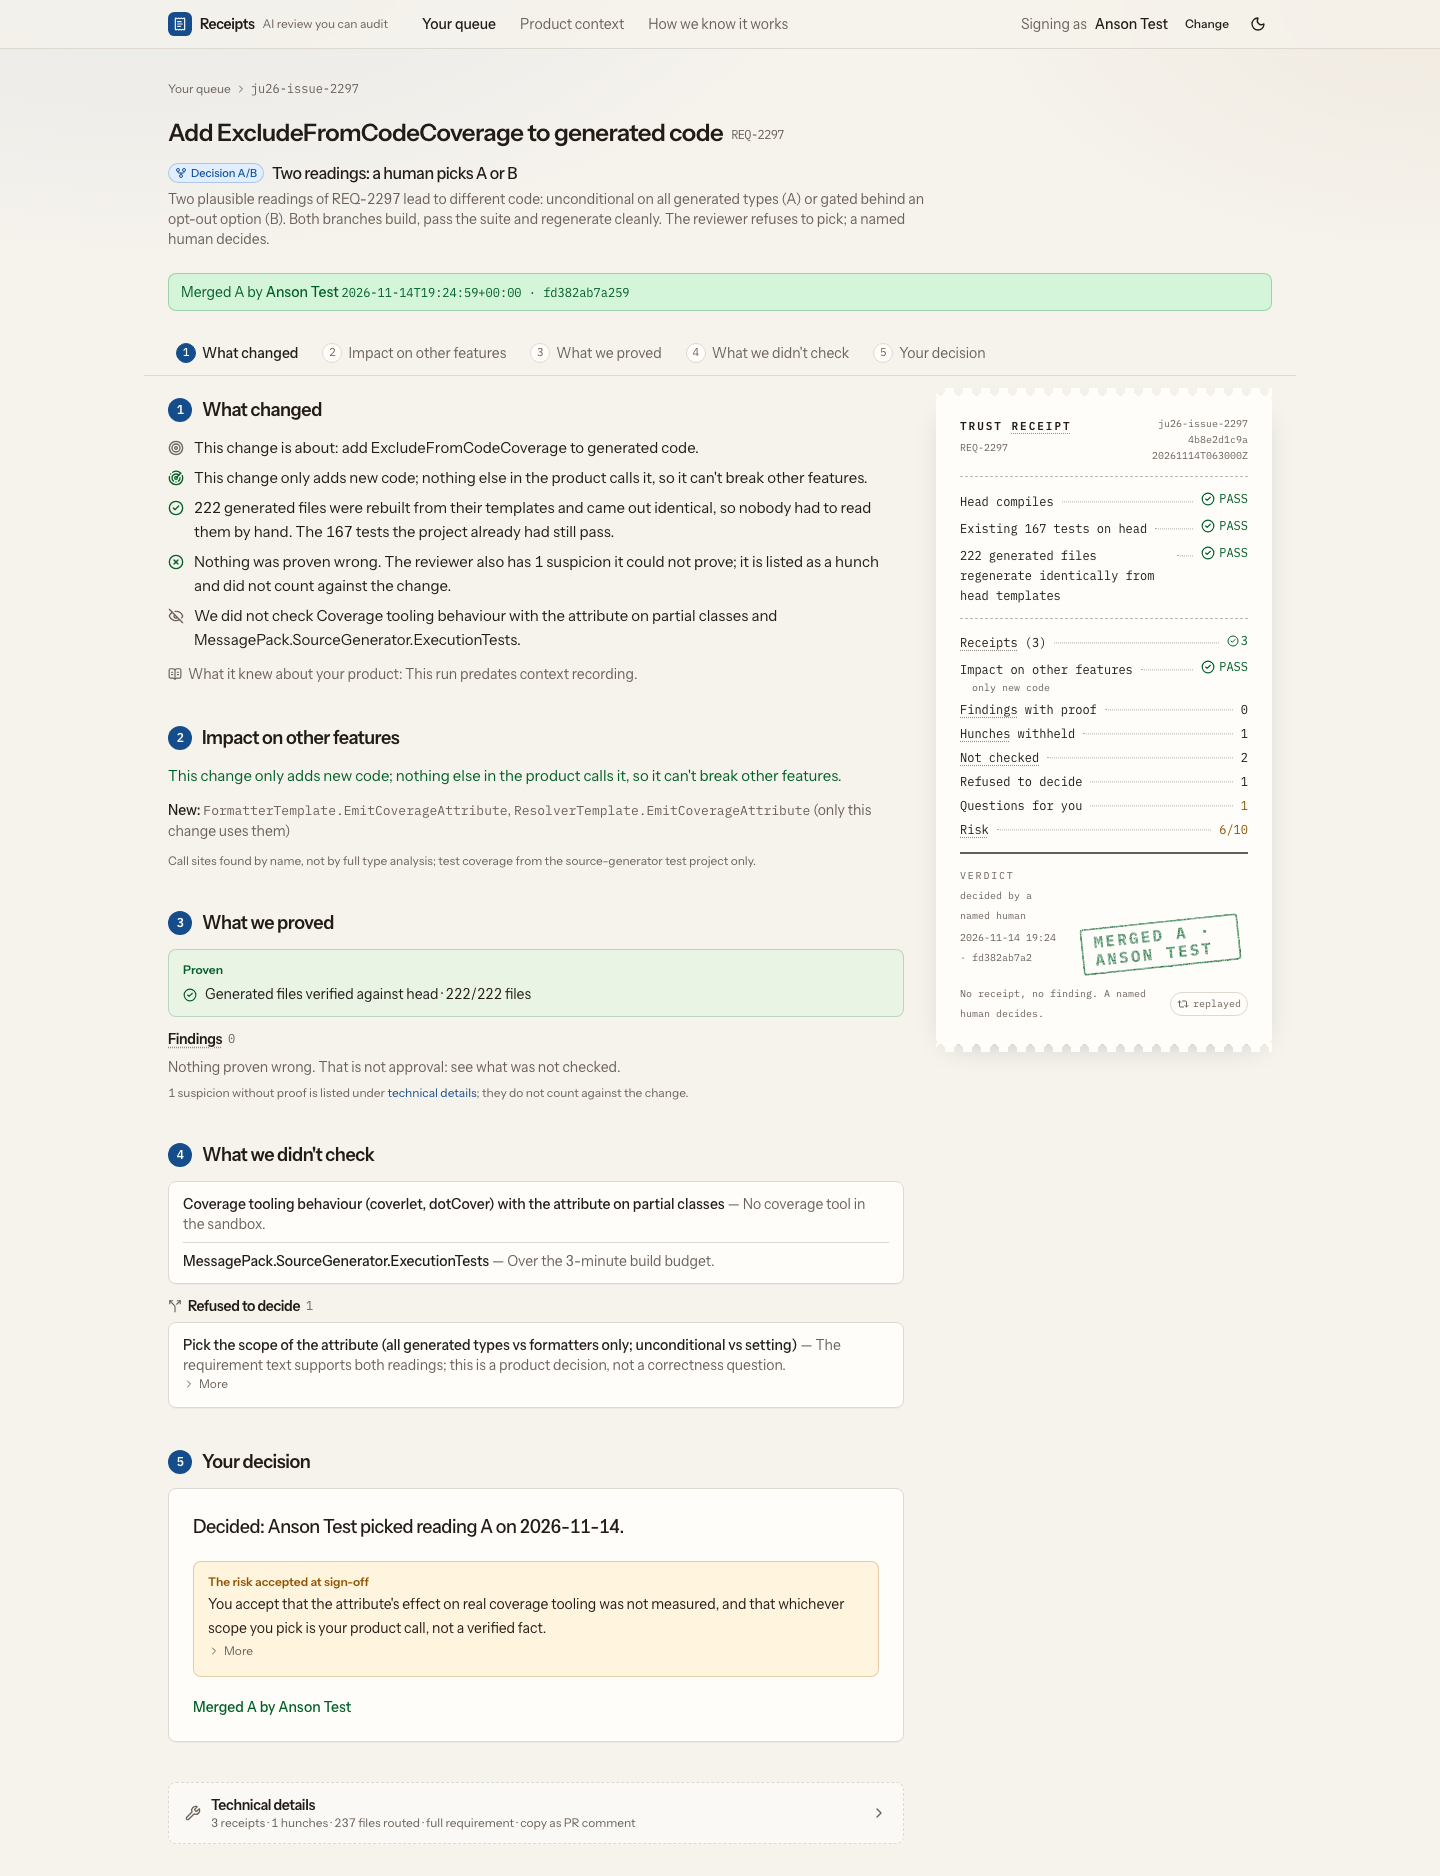 Receipts AI review you can audit Your queue Product context How we know it works Signing as Anson Test Change
Your queue > ju26-issue-2297
Add ExcludeFromCodeCoverage to generated code REQ-2297
Decision A/B Two readings: a human picks A or B
Two plausible readings of REQ-2297 lead to different code: unconditional on all generated types (A) or gated behind an
opt-out option (B). Both branches build, pass the suite and regenerate cleanly. The reviewer refuses to pick; a named
human decides.
Merged A by Anson Test 2026-11-14T19:24:59+00:00 · fd382ab7a259
1 What changed 2 Impact on other features 3 What we proved 4 What we didn't check 5 Your decision
1 What changed
This change is about: add ExcludeFromCodeCoverage to generated code.
This change only adds new code; nothing else in the product calls it, so it can't break other features.
222 generated files were rebuilt from their templates and came out identical, so nobody had to read
them by hand. The 167 tests the project already had still pass.
Nothing was proven wrong. The reviewer also has 1 suspicion it could not prove; it is listed as a hunch
and did not count against the change.
We did not check Coverage tooling behaviour with the attribute on partial classes and
MessagePack.SourceGenerator.ExecutionTests.
What it knew about your product: This run predates context recording.
2 Impact on other features
This change only adds new code; nothing else in the product calls it, so it can't break other features.
New: FormatterTemplate.EmitCoverageAttribute, ResolverTemplate.EmitCoverageAttribute (only this
change uses them)
Call sites found by name, not by full type analysis; test coverage from the source-generator test project only.
3 What we proved
Proven
Generated files verified against head · 222/222 files
Findings 0
Nothing proven wrong. That is not approval: see what was not checked.
1 suspicion without proof is listed under technical details; they do not count against the change.
4 What we didn't check
Coverage tooling behaviour (coverlet, dotCover) with the attribute on partial classes — No coverage tool in
the sandbox.
MessagePack.SourceGenerator.ExecutionTests — Over the 3-minute build budget.
Refused to decide 1
Pick the scope of the attribute (all generated types vs formatters only; unconditional vs setting) — The
requirement text supports both readings; this is a product decision, not a correctness question.
> More
5 Your decision
Decided: Anson Test picked reading A on 2026-11-14.
The risk accepted at sign-off
You accept that the attribute's effect on real coverage tooling was not measured, and that whichever
scope you pick is your product call, not a verified fact.
> More
Merged A by Anson Test
Technical details
3 receipts · 1 hunches · 237 files routed · full requirement · copy as PR comment
TRUST RECEIPT
REQ-2297
ju26-issue-2297
4b8e2d1c9a
20261114T063000Z
Head compiles PASS
Existing 167 tests on head PASS
222 generated files PASS
regenerate identically from
head templates
Receipts (3) 3
Impact on other features PASS
only new code
Findings with proof 0
Hunches withheld 1
Not checked 2
Refused to decide 1
Questions for you 1
Risk 6/10
VERDICT
decided by a
named human
2026-11-14 19:24
· fd382ab7a2
MERGED A ·
ANSON TEST
No receipt, no finding. A named
human decides.
replayed